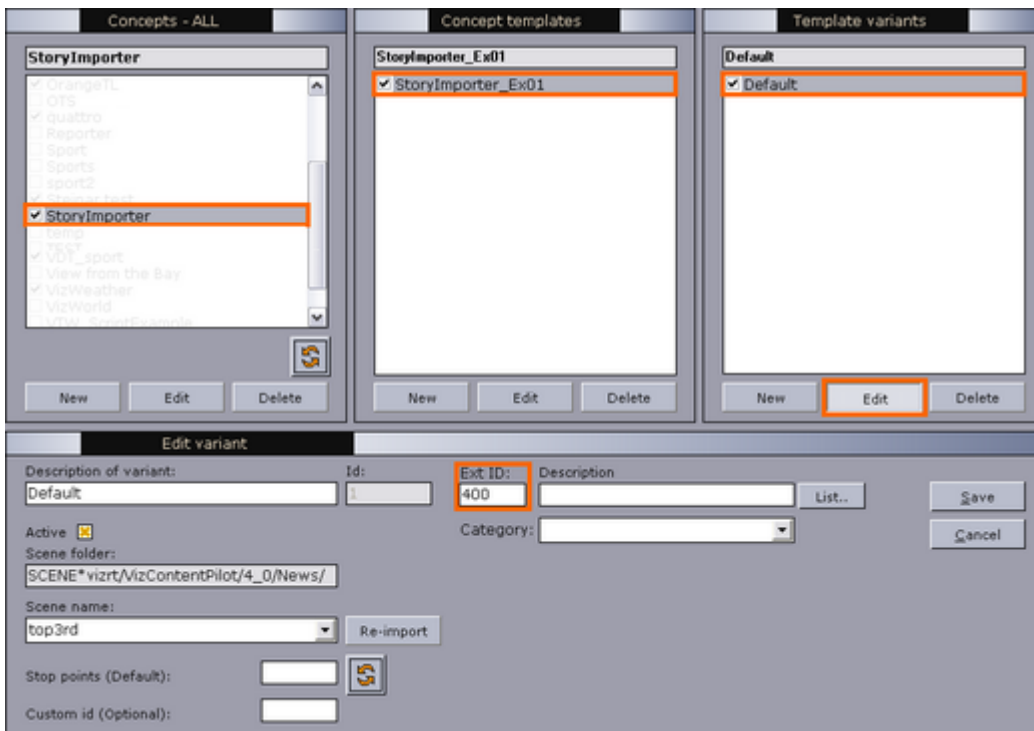 Concepts - ALL
StoryImporter
OrangeTL
OTS
quattro
Reporter
Sport
Sports
sport2
Steinar test
StoryImporter
temp
TEST
VDT_sport
View from the Bay
VizWeather
VizWorld
VTW_ScriptExample
New Edit Delete
Concept templates
StoryImporter_Ex01
StoryImporter_Ex01
New Edit Delete
Template variants
Default
Default
New Edit Delete
Edit variant
Description of variant: Id: Ext ID: Description
Default 1 400 List.. Save
Active Category: Cancel
Scene folder:
SCENE*vizrt/VizContentPilot/4_0/News/
Scene name:
top3rd Re-import
Stop points (Default):
Custom id (Optional):